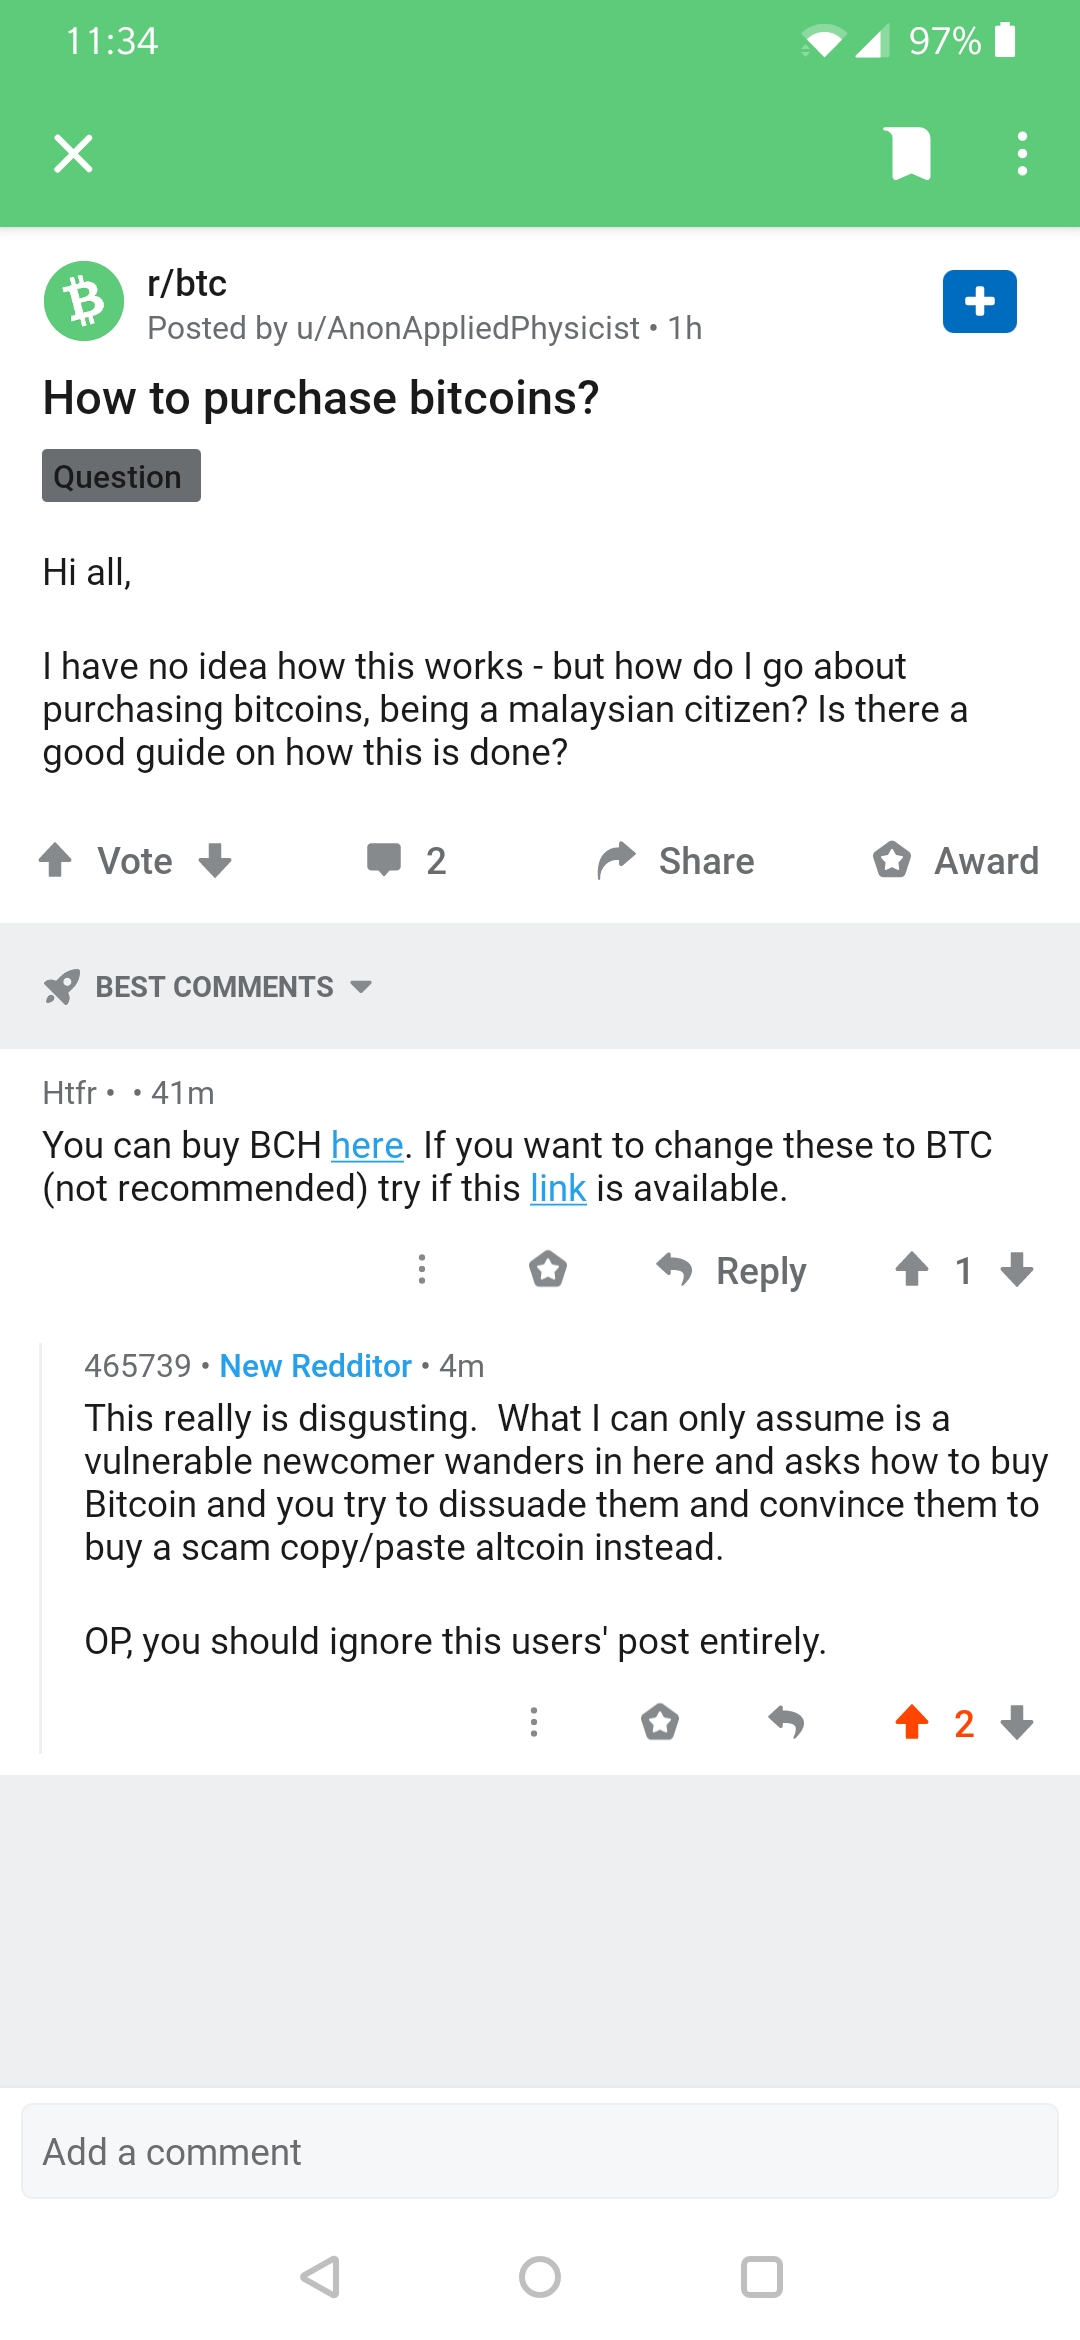 11:34
97%
r/btc
Posted by u/AnonAppliedPhysicist • 1h
How to purchase bitcoins?
Question
Hi all,
I have no idea how this works - but how do I go about
purchasing bitcoins, being a malaysian citizen? Is there a
good guide on how this is done?
Vote
2
Share
Award
BEST COMMENTS
Htfr • • 41m
You can buy BCH here. If you want to change these to BTC
(not recommended) try if this link is available.
Reply
1
465739 • New Redditor • 4m
This really is disgusting.  What I can only assume is a
vulnerable newcomer wanders in here and asks how to buy
Bitcoin and you try to dissuade them and convince them to
buy a scam copy/paste altcoin instead.
OP, you should ignore this users' post entirely.
2
Add a comment